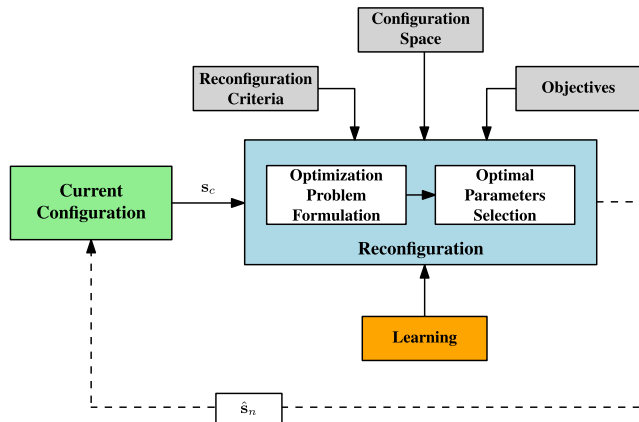 Configuration
Space
Reconfiguration
Criteria
Objectives
Optimization
Problem
Formulation
Optimal
Parameters
Selection
Current
Configuration
s_c
Reconfiguration
Learning
ŝ_n